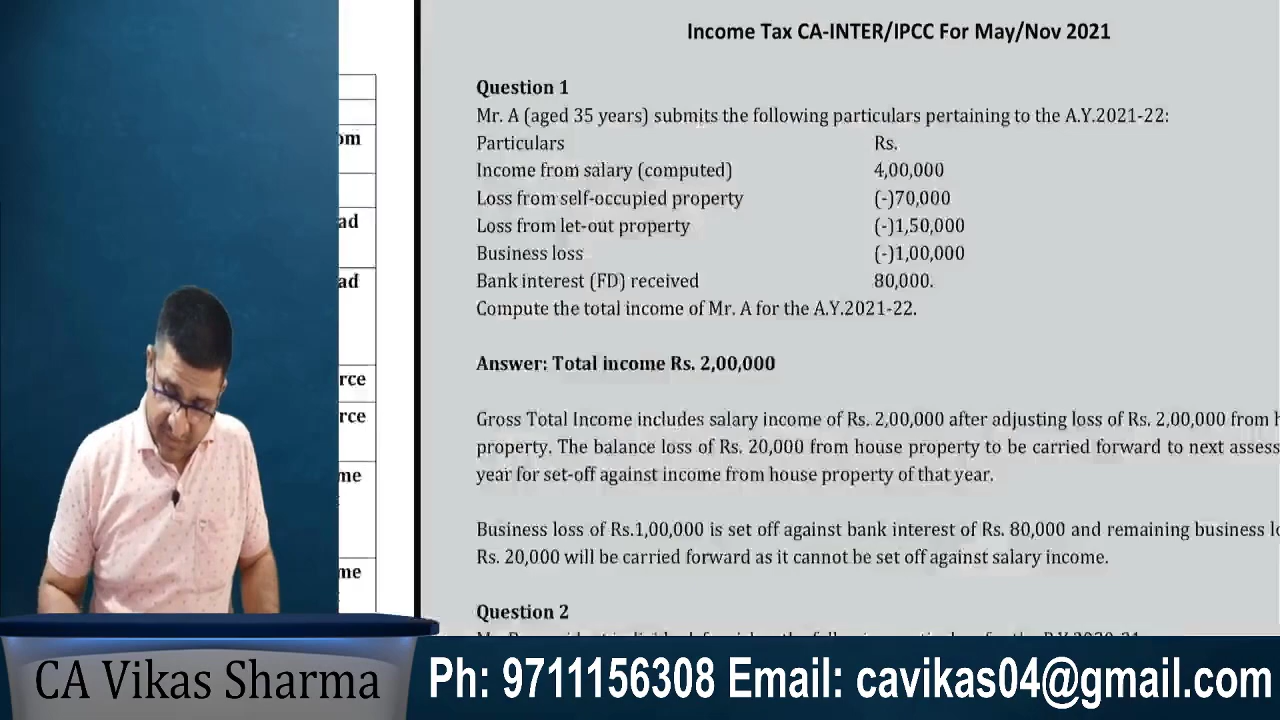 Income Tax CA-INTER/IPCC For May/Nov 2021
Question 1
Mr. A (aged 35 years) submits the following particulars pertaining to the A.Y.2021-22:
Particulars Rs.
Income from salary (computed) 4,00,000
Loss from self-occupied property (-)70,000
Loss from let-out property (-)1,50,000
Business loss (-)1,00,000
Bank interest (FD) received 80,000.
Compute the total income of Mr. A for the A.Y.2021-22.
Answer: Total income Rs. 2,00,000
Gross Total Income includes salary income of Rs. 2,00,000 after adjusting loss of Rs. 2,00,000 from
property. The balance loss of Rs. 20,000 from house property to be carried forward to next assess
year for set-off against income from house property of that year.
Business loss of Rs.1,00,000 is set off against bank interest of Rs. 80,000 and remaining business
Rs. 20,000 will be carried forward as it cannot be set off against salary income.
Question 2
om
ad
ad
rce
rce
me
me
CA Vikas Sharma
Ph: 9711156308 Email: cavikas04@gmail.com